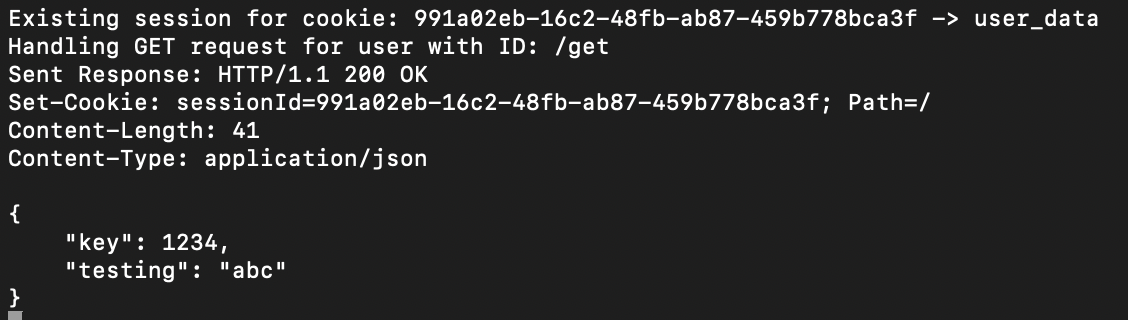 Existing session for cookie: 991a02eb-16c2-48fb-ab87-459b778bca3f -> user_data
Handling GET request for user with ID: /get
Sent Response: HTTP/1.1 200 OK
Set-Cookie: sessionId=991a02eb-16c2-48fb-ab87-459b778bca3f; Path=/
Content-Length: 41
Content-Type: application/json

{
    "key": 1234,
    "testing": "abc"
}